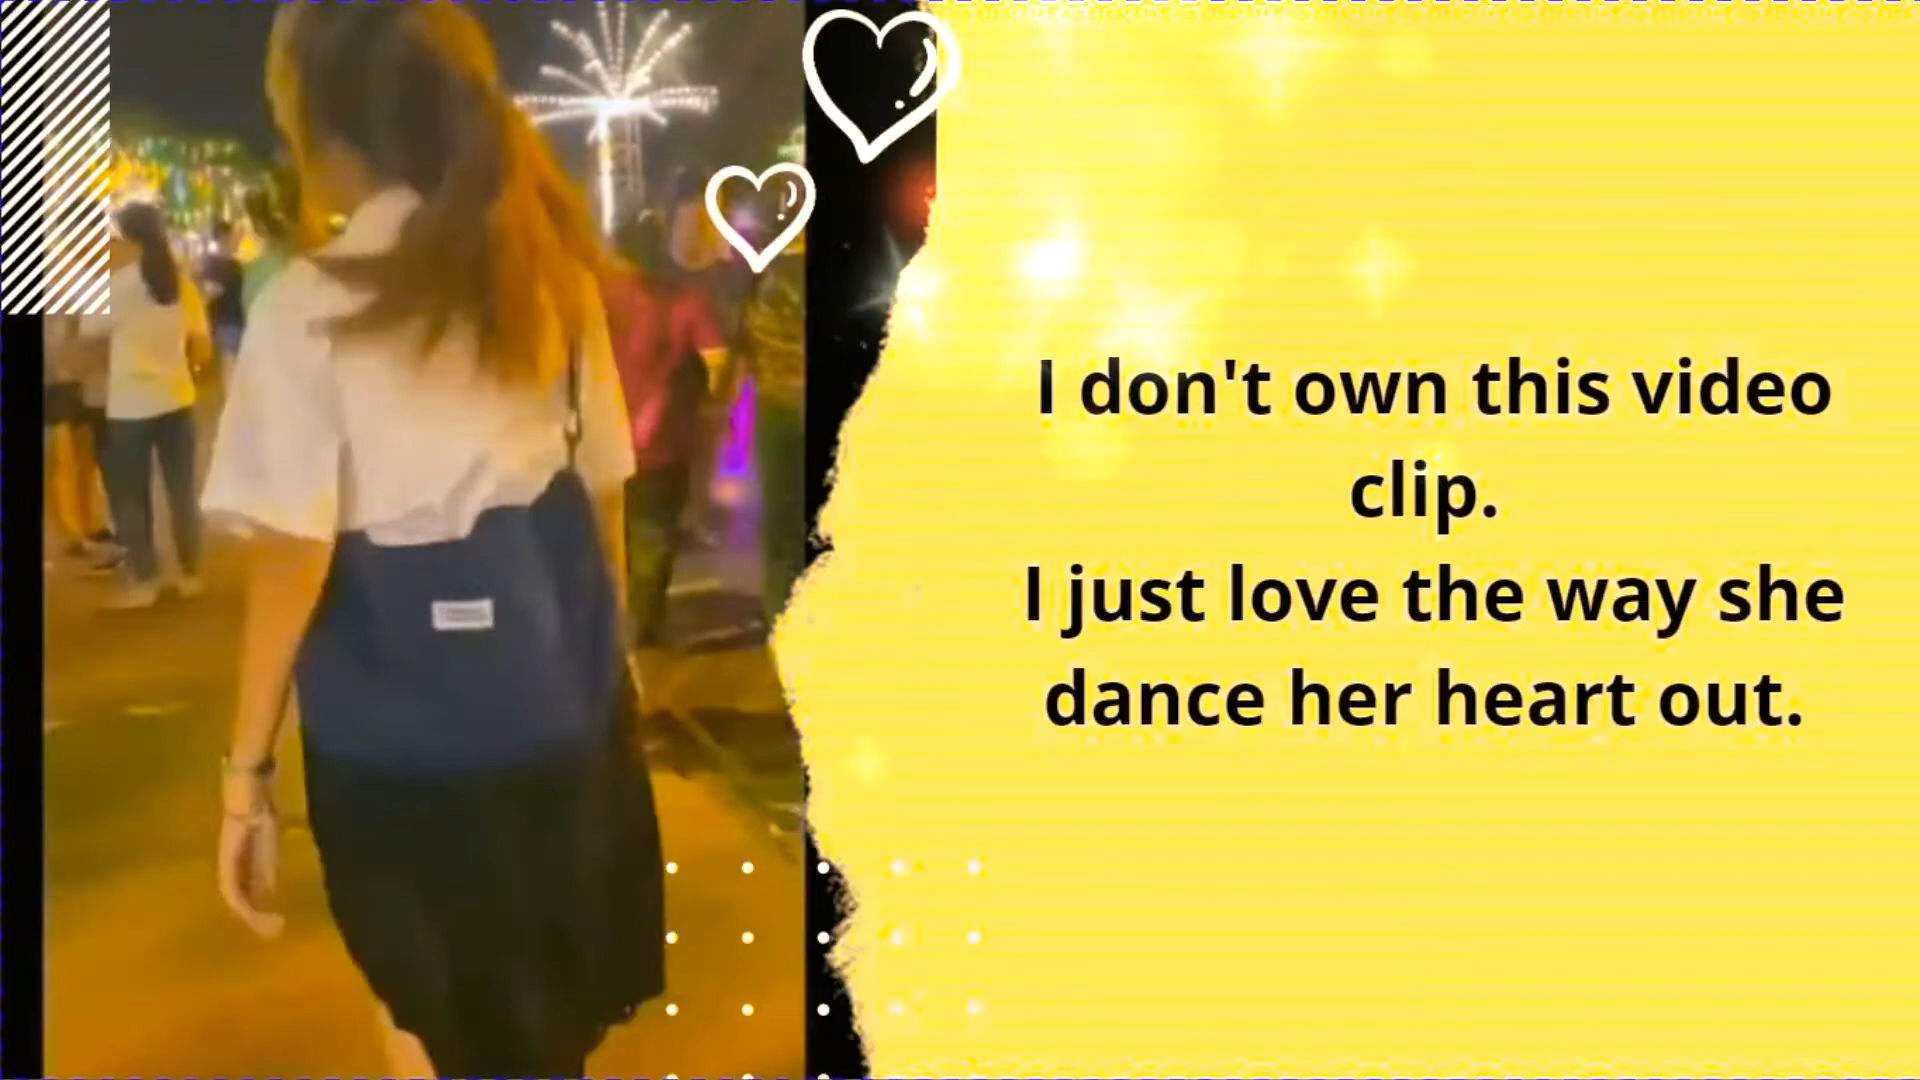 I don't own this video
clip.
I just love the way she
dance her heart out.